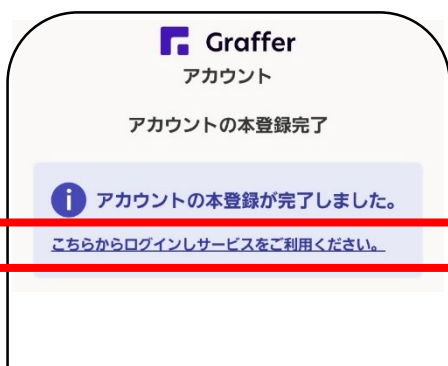 Graffer
アカウント
アカウントの本登録完了
i アカウントの本登録が完了しました。
こちらからログインしサービスをご利用ください。